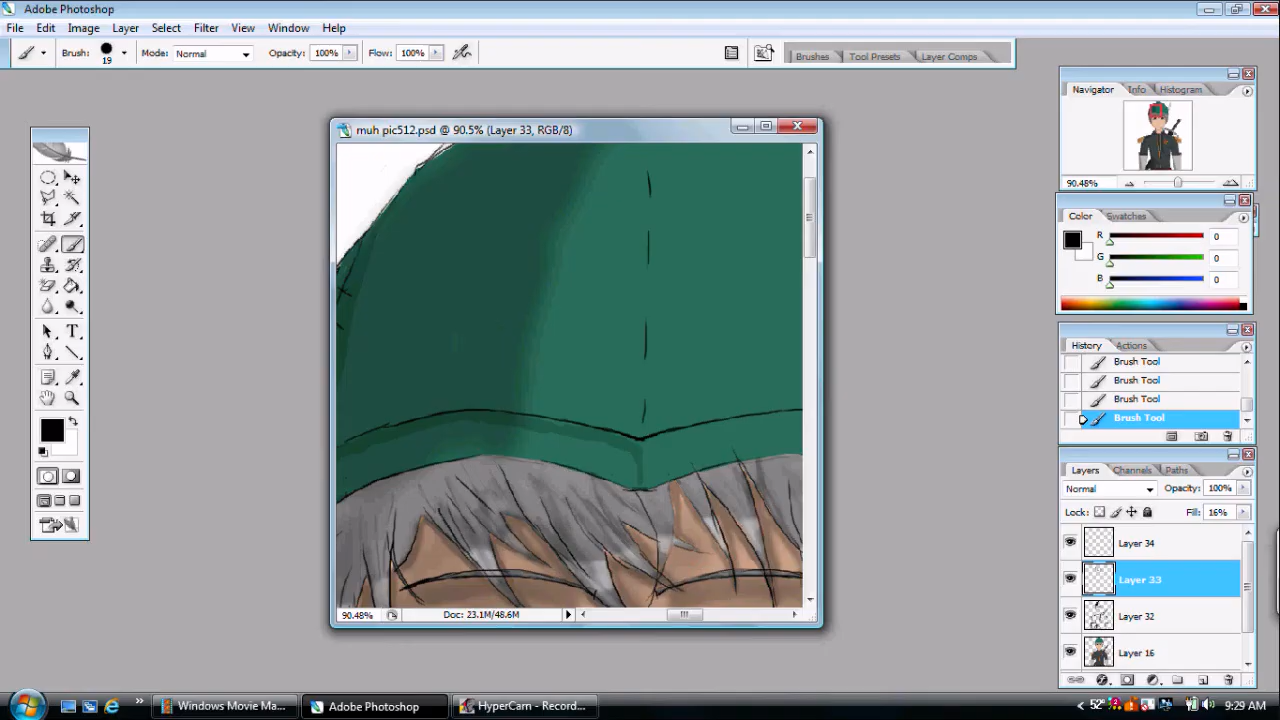 Adobe Photoshop
File Edit Image Layer Select Filter View Window Help
Brush: 19 Mode: Normal Opacity: 100% Flow: 100% Brushes Tool Presets Layer Comps
muh pic512.psd @ 90.5% (Layer 33, RGB/8)
90.48% Doc: 23.1M/48.6M
Navigator Info Histogram
90.48%
Color Swatches
R 0
G 0
B 0
History Actions
Brush Tool
Brush Tool
Brush Tool
Brush Tool
Layers Channels Paths
Normal Opacity: 100%
Lock: Fill: 16%
Layer 34
Layer 33
Layer 32
Layer 16
Windows Movie Ma... Adobe Photoshop HyperCam - Record... 52° 9:29 AM